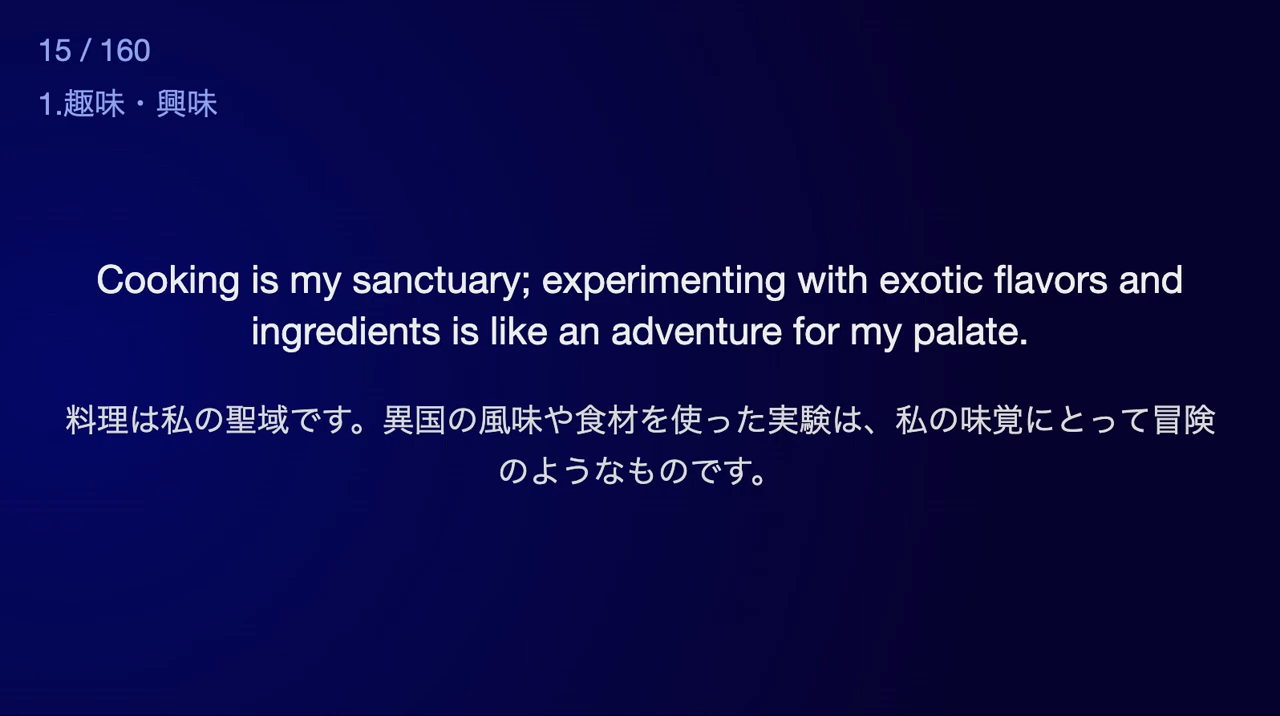 15 / 160
1.趣味・興味
Cooking is my sanctuary; experimenting with exotic flavors and
ingredients is like an adventure for my palate.
料理は私の聖域です。異国の風味や食材を使った実験は、私の味覚にとって冒険
のようなものです。